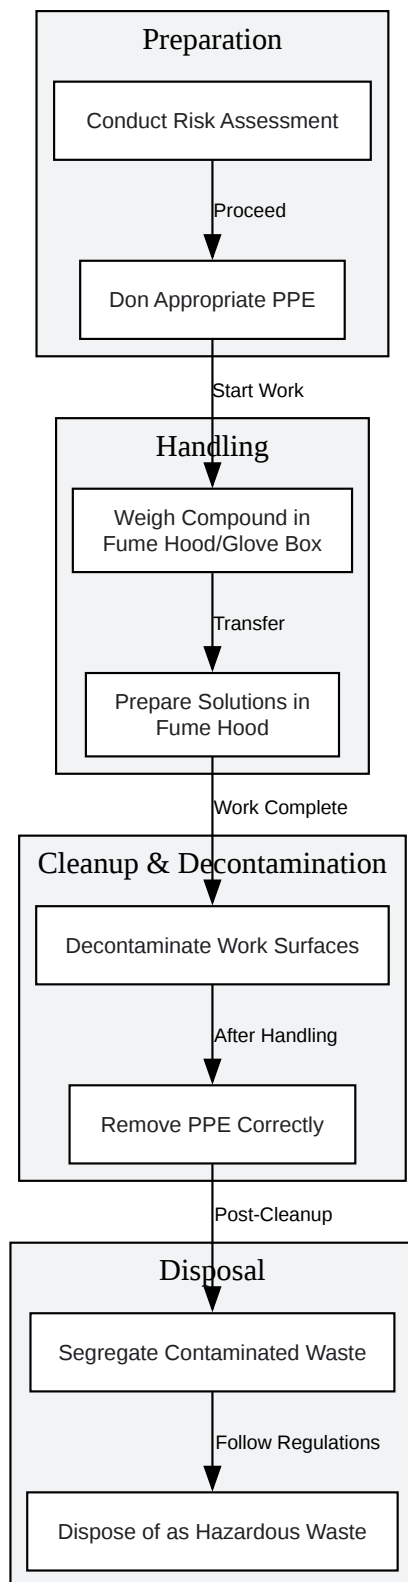 Preparation
Conduct Risk Assessment
Proceed
Don Appropriate PPE
Start Work
Handling
Weigh Compound in
Fume Hood/Glove Box
Transfer
Prepare Solutions in
Fume Hood
Work Complete
Cleanup & Decontamination
Decontaminate Work Surfaces
After Handling
Remove PPE Correctly
Post-Cleanup
Disposal
Segregate Contaminated Waste
Follow Regulations
Dispose of as Hazardous Waste